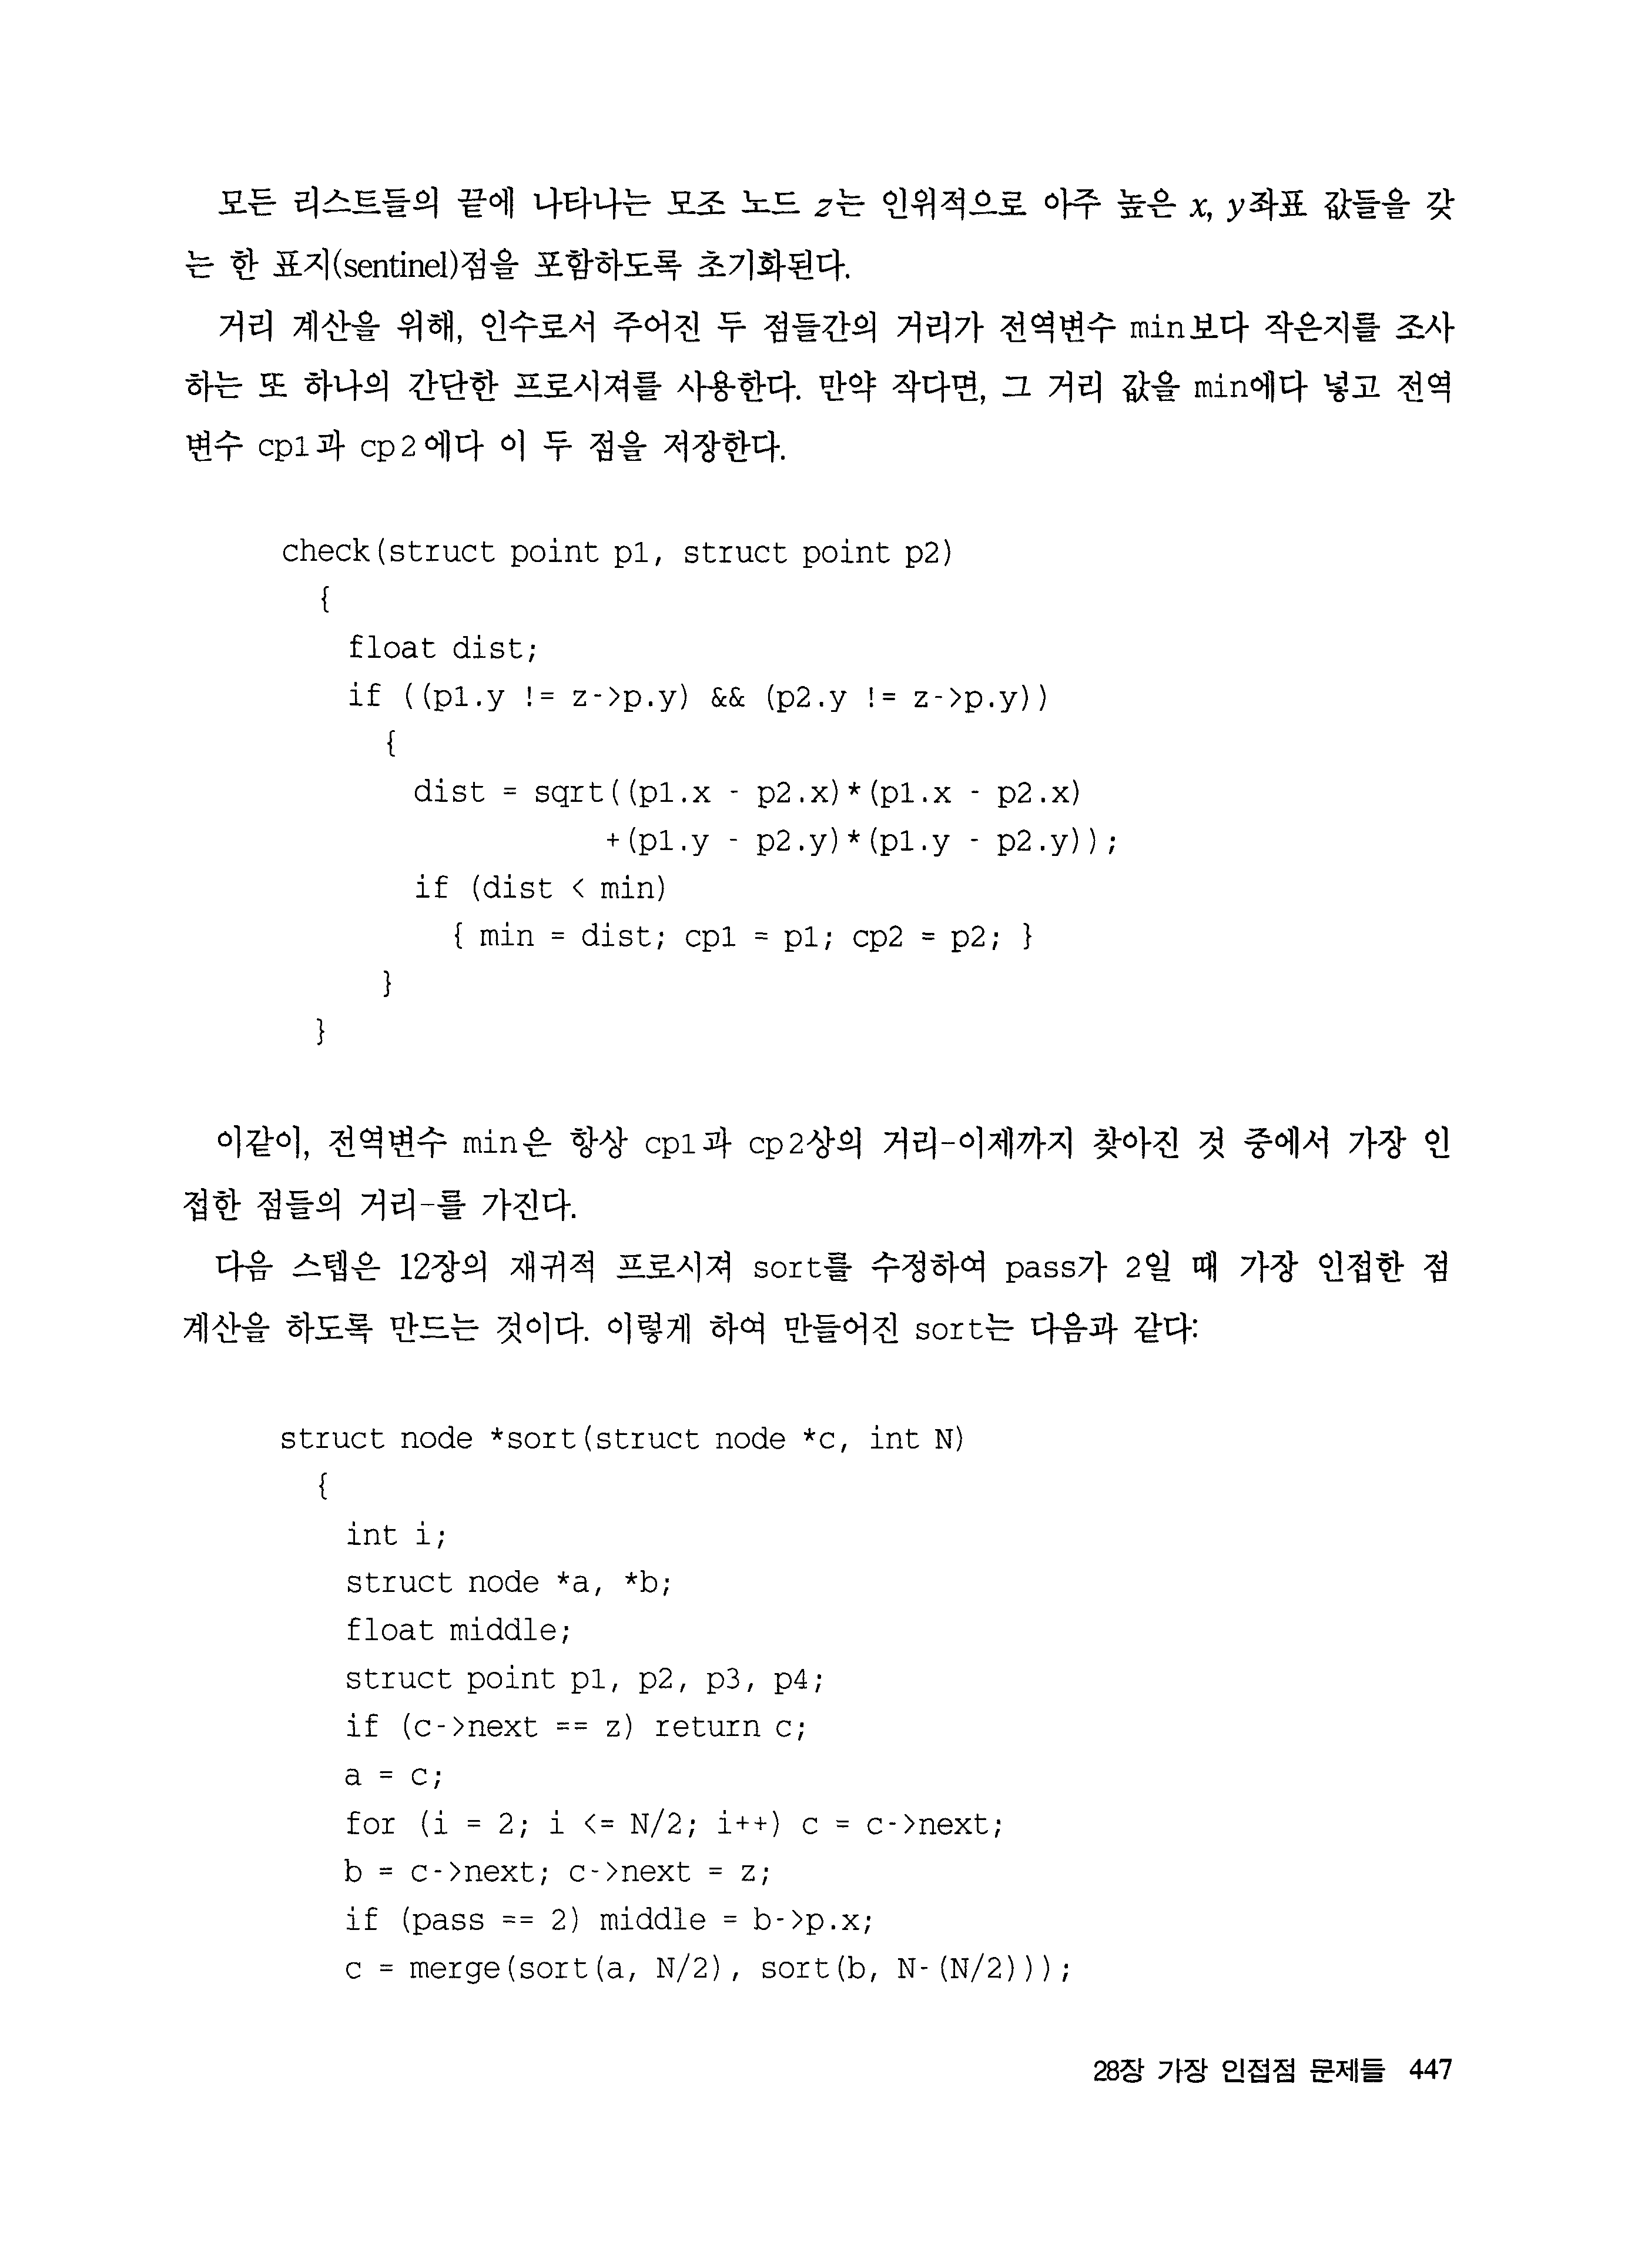 모든 리스트들의 끝에 나타나는 모조 노드 z는 인위적으로 아주 높은 x, y좌표 값들을 갖
는 한 표지(sentinel)점을 포함하도록 초기화된다.
거리 계산을 위해, 인수로서 주어진 두 점들간의 거리가 전역변수 min보다 작은지를 조사
하는 또 하나의 간단한 프로시져를 사용한다. 만약 작다면, 그 거리 값을 min에다 넣고 전역
변수 cp1과 cp2에다 이 두 점을 저장한다.
check(struct point p1, struct point p2)
{
float dist;
if ((p1.y != z->p.y) && (p2.y != z->p.y))
{
dist = sqrt((p1.x - p2.x)*(p1.x - p2.x)
+(p1.y - p2.y)*(p1.y - p2.y));
if (dist < min)
{ min = dist; cp1 = p1; cp2 = p2; }
}
}
이같이, 전역변수 min은 항상 cp1과 cp2상의 거리-이제까지 찾아진 것 중에서 가장 인
접한 점들의 거리-를 가진다.
다음 스텝은 12장의 재귀적 프로시져 sort를 수정하여 pass가 2일 때 가장 인접한 점
계산을 하도록 만드는 것이다. 이렇게 하여 만들어진 sort는 다음과 같다:
struct node *sort(struct node *c, int N)
{
int i;
struct node *a, *b;
float middle;
struct point p1, p2, p3, p4;
if (c->next == z) return c;
a = c;
for (i = 2; i <= N/2; i++) c = c->next;
b = c->next; c->next = z;
if (pass == 2) middle = b->p.x;
c = merge(sort(a, N/2), sort(b, N-(N/2)));
28장 가장 인접점 문제들 447